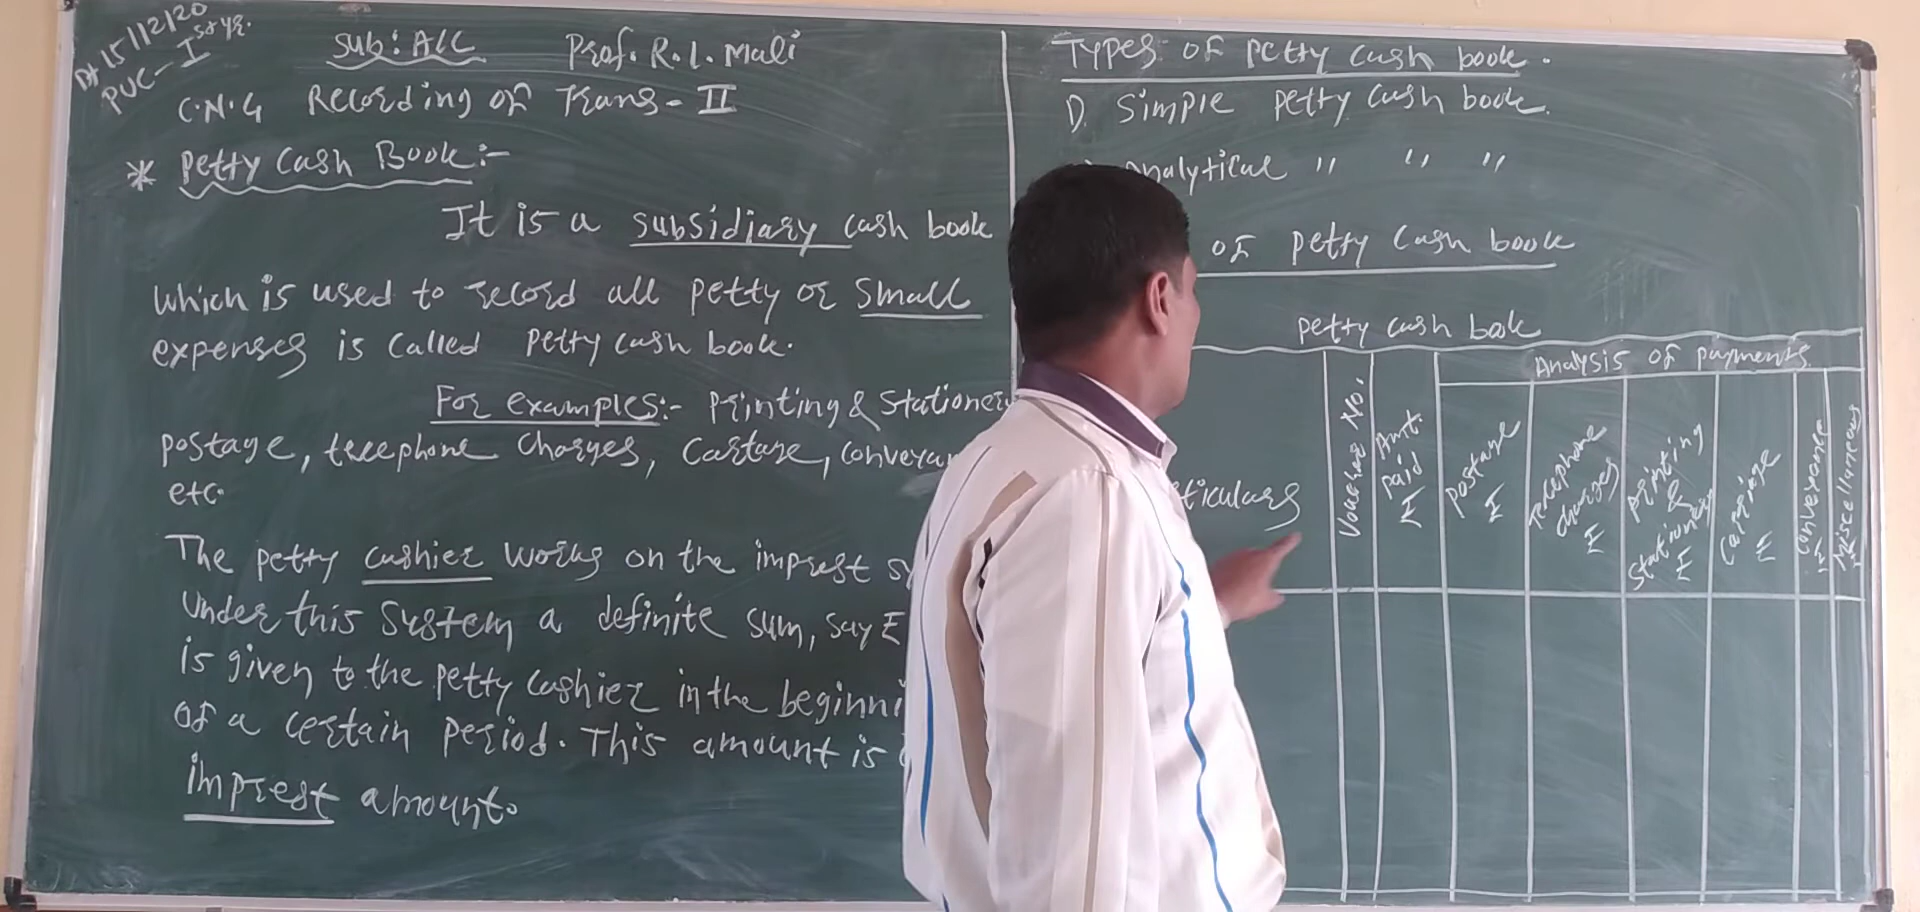 Dt 15/12/20
PUC-I st yr.
Sub: A/C Prof. R.I. Mali
C.N.4 Recording of Trans-II
* Petty Cash Book:-
It is a subsidiary cash book
which is used to record all petty or small
expenses is called petty cash book.
For examples:- Printing & Stationery
postage, telephone charges, Cartage,
etc.
The petty cashier works on the imprest
Under this system a definite sum, say ₹
is given to the petty cashier in the
of a certain period. This amount is
imprest amount.
Types of petty cash book.
1). Simple petty cash book.
Analytical " " "
of petty cash book
petty cash book
Voucher No.
Amt. paid ₹
Analysis of payments
Postage ₹
Telephone charges ₹
Printing & Stationery ₹
Carriage ₹
Conveyance ₹
Miscellaneous ₹